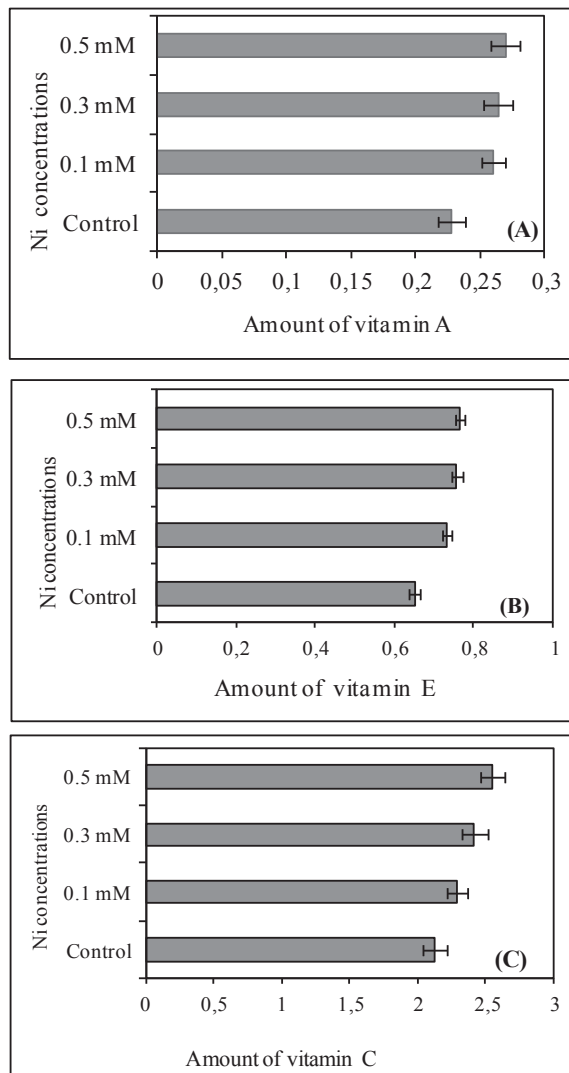 0.5 mM
0.3 mM
0.1 mM
Control
Ni concentrations
(A)
0 0,05 0,1 0,15 0,2 0,25 0,3
Amount of vitamin A
0.5 mM
0.3 mM
0.1 mM
Control
Ni concentrations
(B)
0 0,2 0,4 0,6 0,8 1
Amount of vitamin E
0.5 mM
0.3 mM
0.1 mM
Control
Ni concentrations
(C)
0 0,5 1 1,5 2 2,5 3
Amount of vitamin C